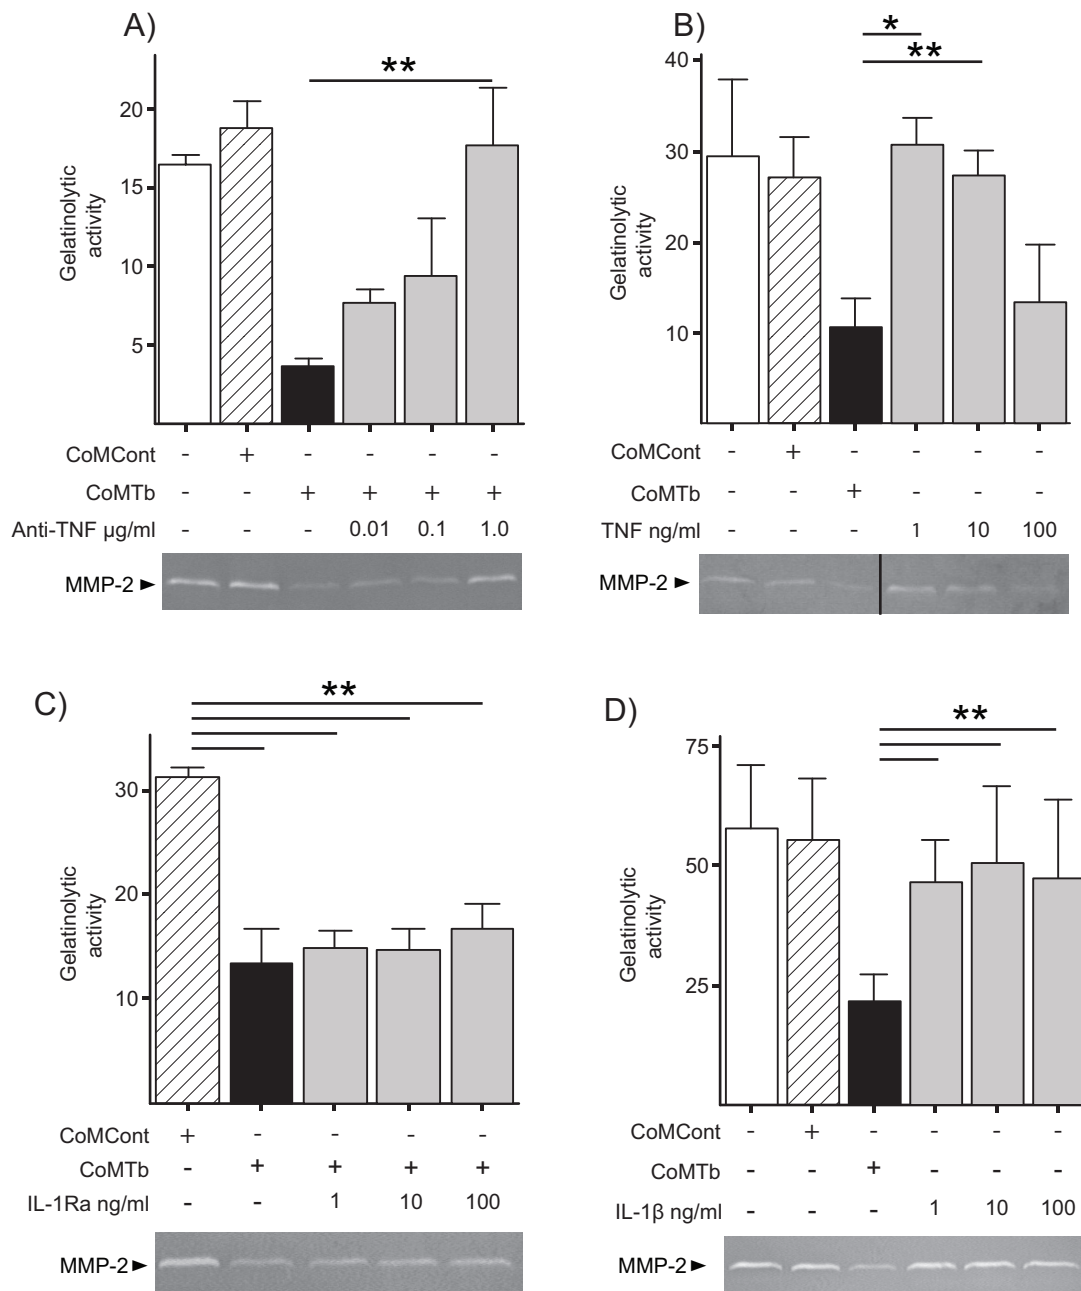 A)
**
Gelatinolytic
activity
20
15
10
5
CoMCont - + - - - -
CoMTb - - + + + +
Anti-TNF µg/ml - - - 0.01 0.1 1.0
MMP-2 ►
B)
*
**
Gelatinolytic
activity
40
30
20
10
CoMCont - + - - - -
CoMTb - - + - - -
TNF ng/ml - - - 1 10 100
MMP-2 ►
C)
**
Gelatinolytic
activity
30
20
10
CoMCont + - - - -
CoMTb - + + + +
IL-1Ra ng/ml - - 1 10 100
MMP-2 ►
D)
**
Gelatinolytic
activity
75
50
25
CoMCont - + - - - -
CoMTb - - + - - -
IL-1β ng/ml - - - 1 10 100
MMP-2 ►